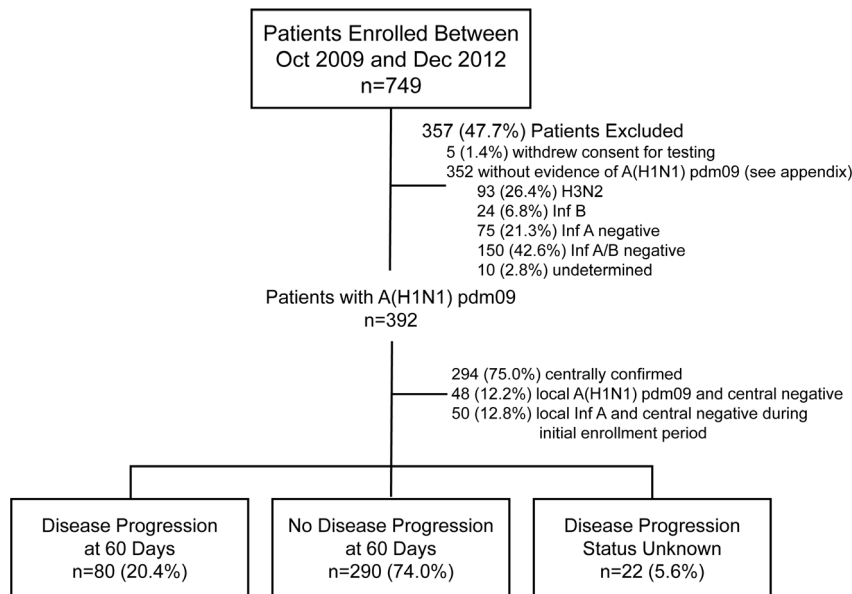 Patients Enrolled Between
Oct 2009 and Dec 2012
n=749
357 (47.7%) Patients Excluded
5 (1.4%) withdrew consent for testing
352 without evidence of A(H1N1) pdm09 (see appendix)
93 (26.4%) H3N2
24 (6.8%) Inf B
75 (21.3%) Inf A negative
150 (42.6%) Inf A/B negative
10 (2.8%) undetermined
Patients with A(H1N1) pdm09
n=392
294 (75.0%) centrally confirmed
48 (12.2%) local A(H1N1) pdm09 and central negative
50 (12.8%) local Inf A and central negative during
initial enrollment period
Disease Progression
at 60 Days
n=80 (20.4%)
No Disease Progression
at 60 Days
n=290 (74.0%)
Disease Progression
Status Unknown
n=22 (5.6%)